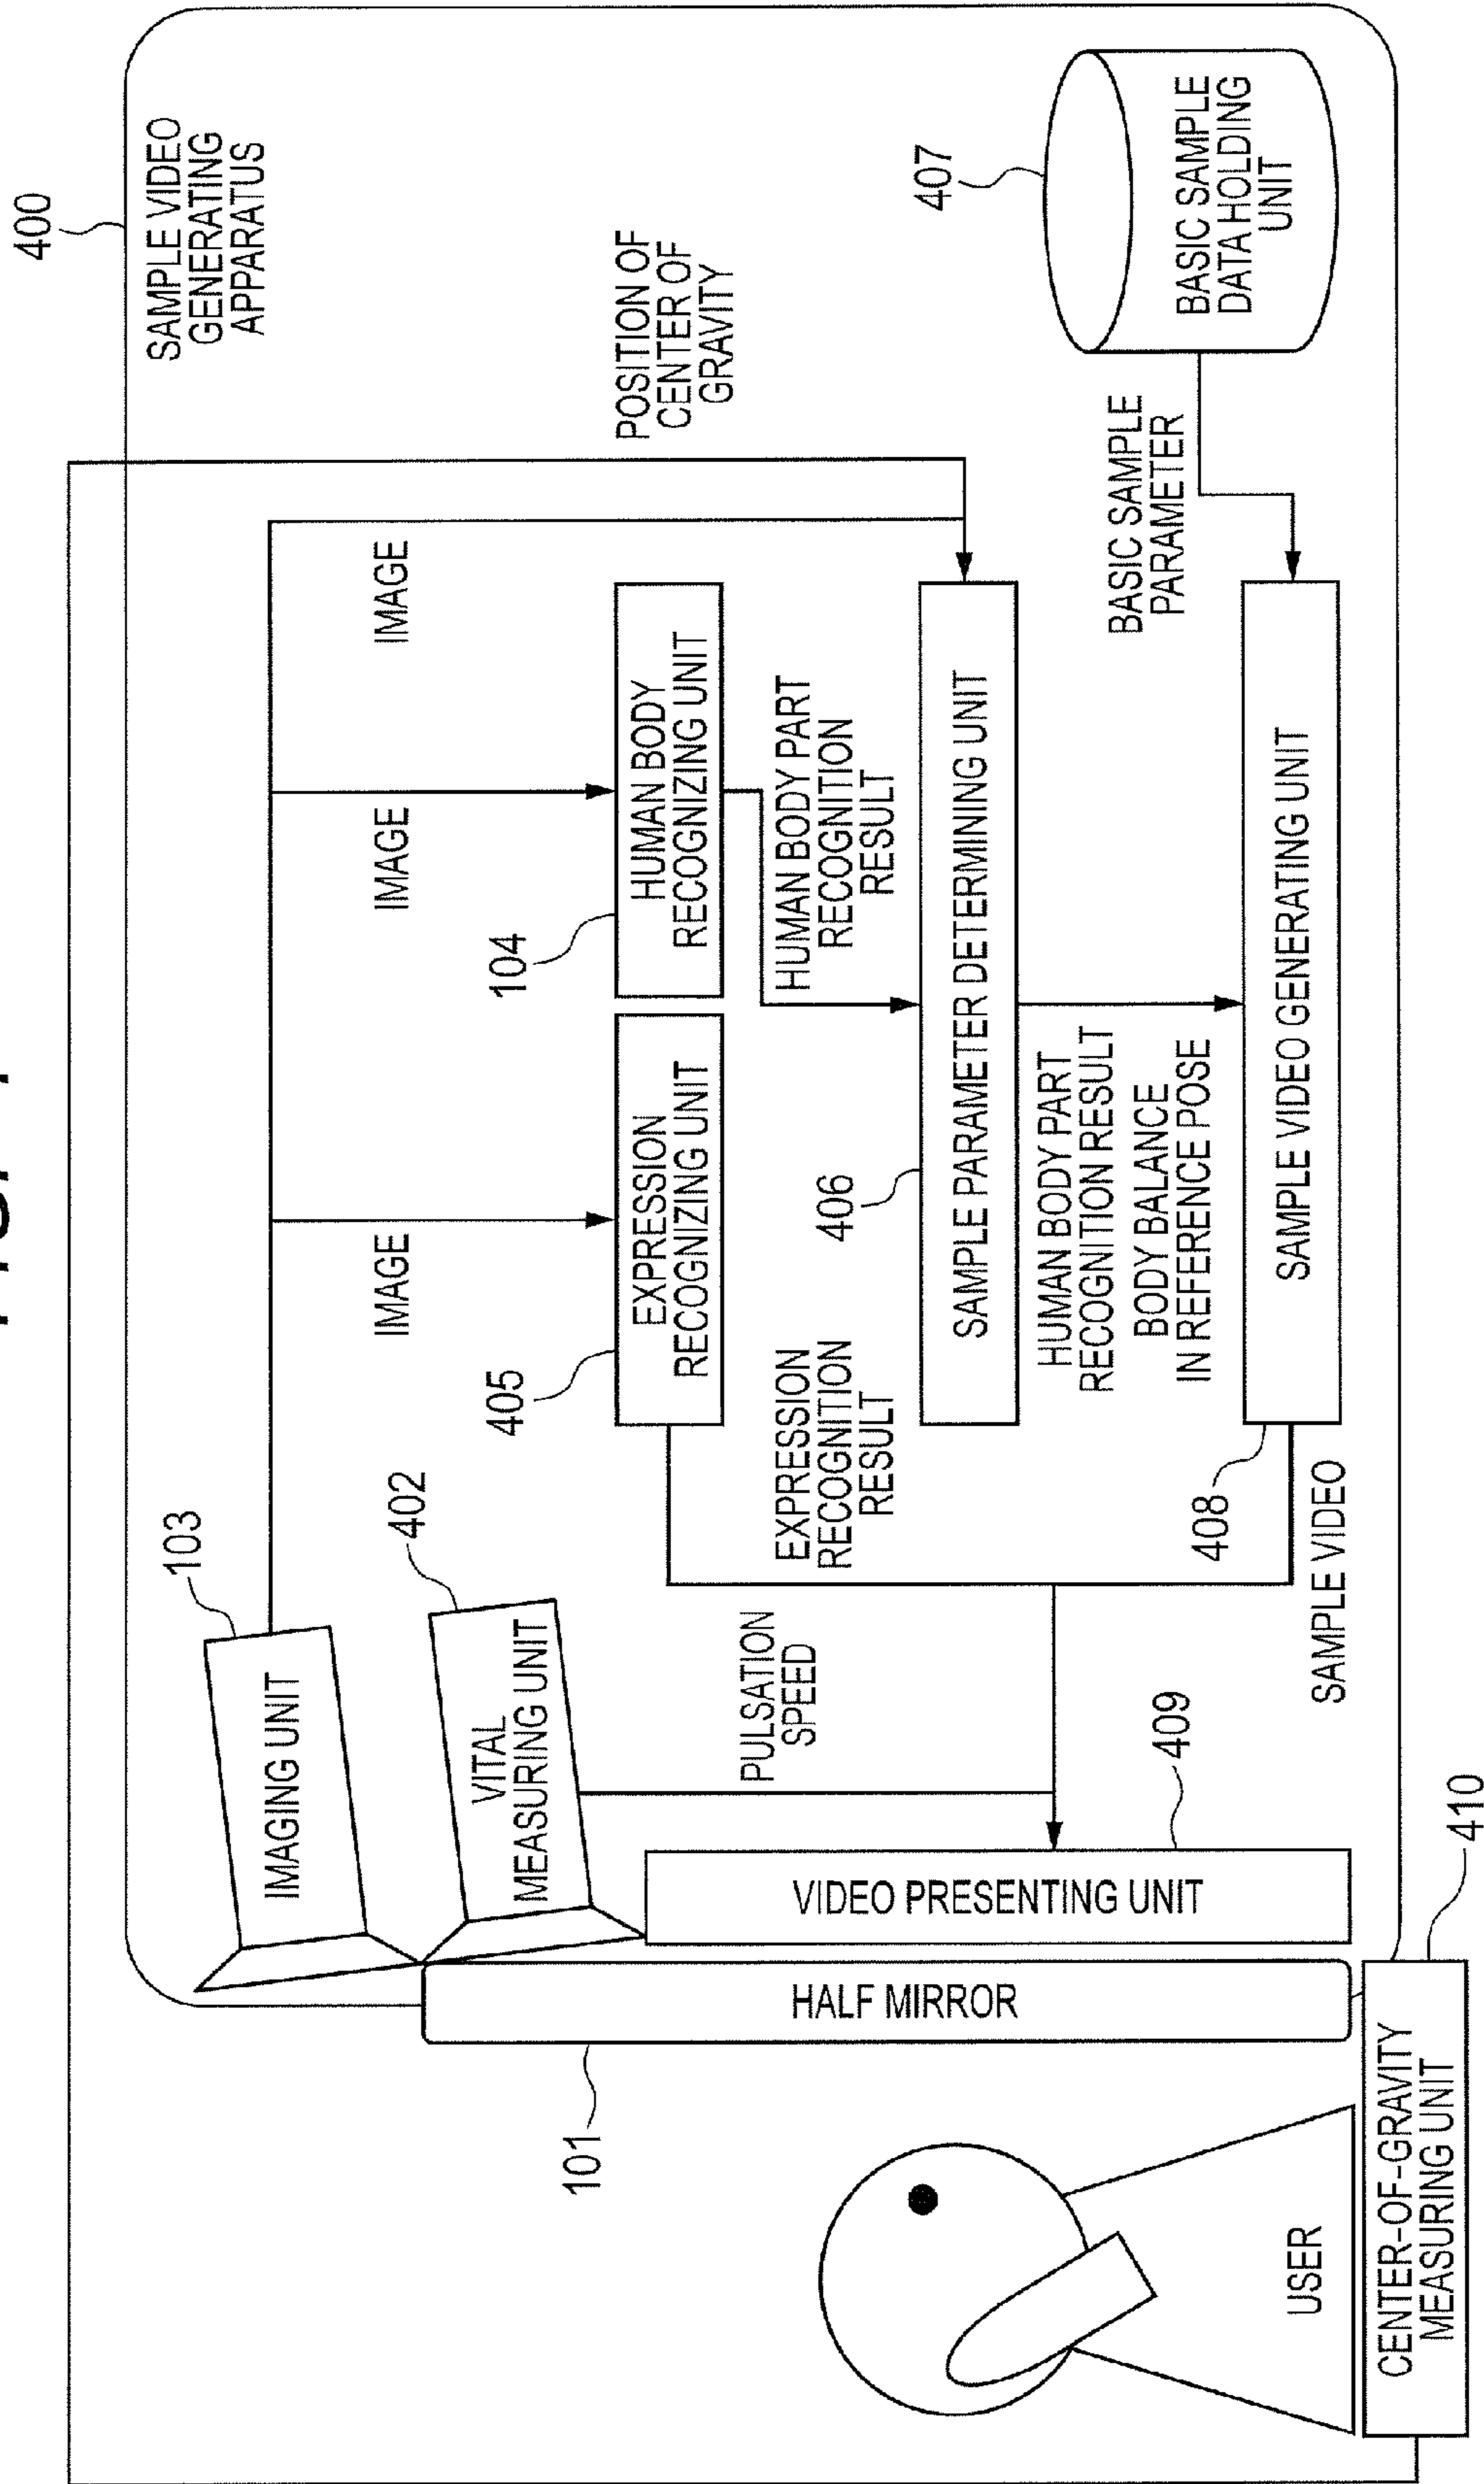 400
SAMPLE VIDEO
GENERATING
APPARATUS
103
IMAGING UNIT
402
VITAL
MEASURING UNIT
IMAGE
IMAGE
IMAGE
POSITION OF
CENTER OF
GRAVITY
405
EXPRESSION
RECOGNIZING UNIT
104
HUMAN BODY
RECOGNIZING UNIT
101
HALF MIRROR
VIDEO PRESENTING UNIT
409
PULSATION
SPEED
EXPRESSION
RECOGNITION
RESULT
HUMAN BODY PART
RECOGNITION
RESULT
406
SAMPLE PARAMETER DETERMINING UNIT
407
BASIC SAMPLE
DATA HOLDING
UNIT
BASIC SAMPLE
PARAMETER
HUMAN BODY PART
RECOGNITION RESULT
BODY BALANCE
IN REFERENCE POSE
408
SAMPLE VIDEO GENERATING UNIT
SAMPLE VIDEO
USER
410
CENTER-OF-GRAVITY
MEASURING UNIT